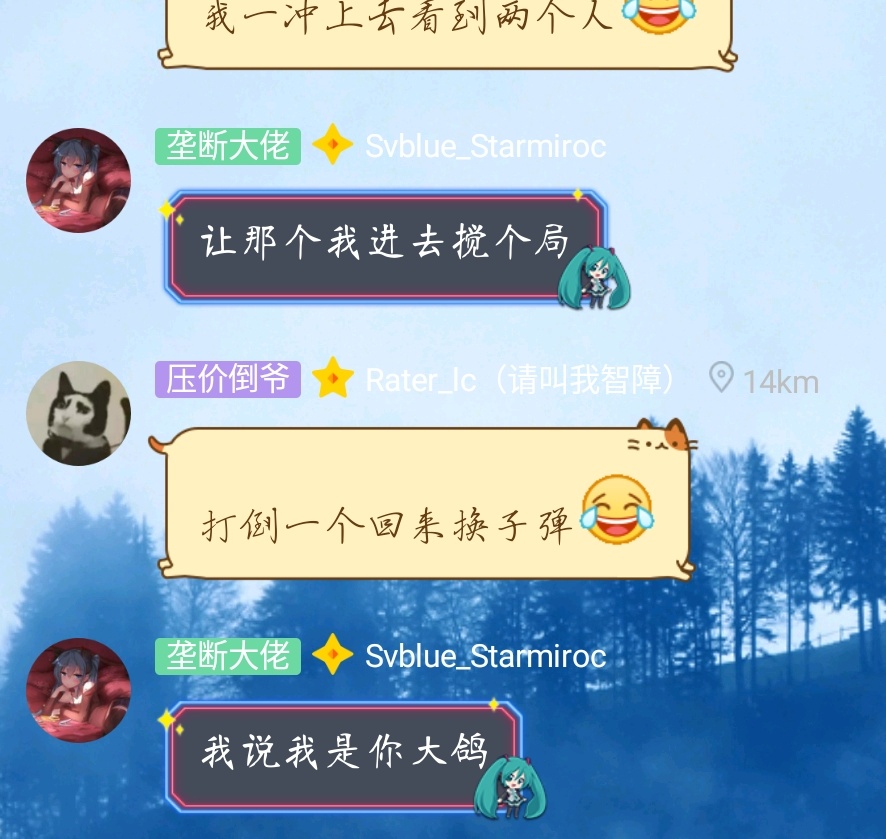 我一冲上去看到两个人😂
垄断大佬 Svblue_Starmiroc
让那个我进去搅个局
压价倒爷 Rater_lc（请叫我智障） 14km
打倒一个回来换子弹😂
垄断大佬 Svblue_Starmiroc
我说我是你大鸽